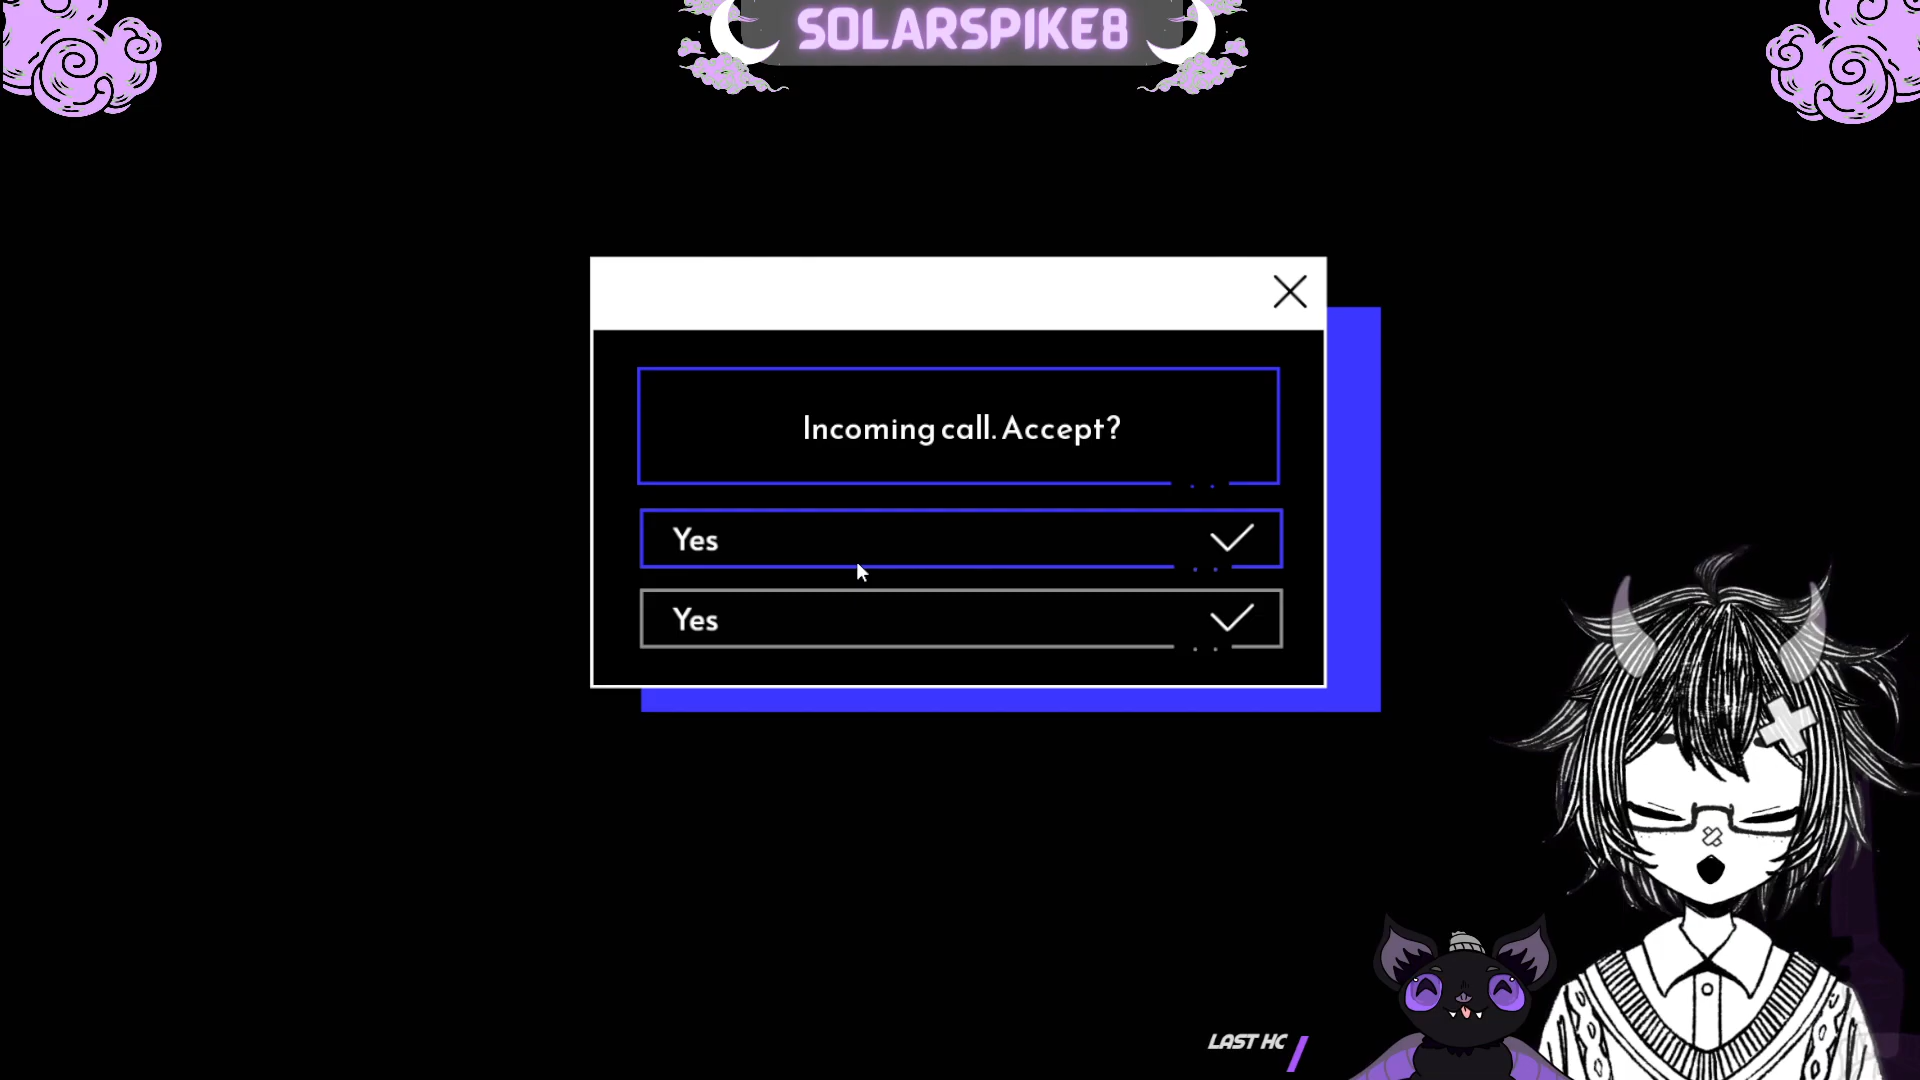 SOLARSPIKE8
Incoming call. Accept?
Yes
Yes
LAST HC /